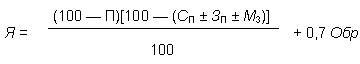 (100 — П)[100 — (СП ± ЗП ± МЗ)]
Я = + 0,7 Обр
100